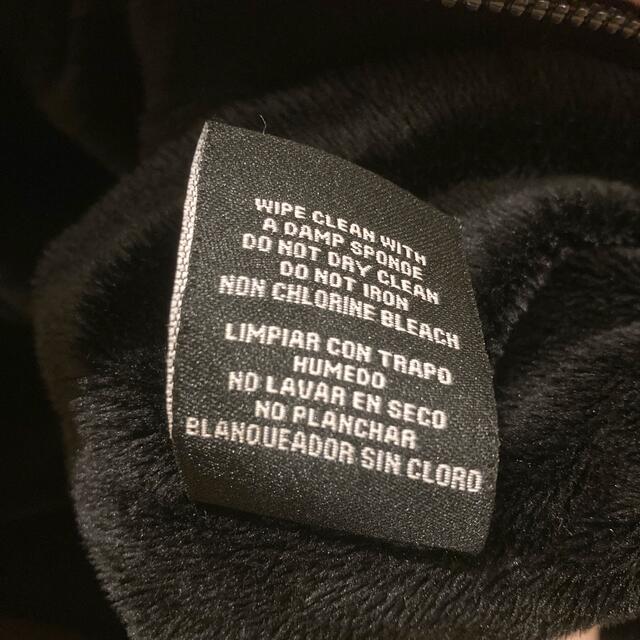 WIPE CLEAN WITH
A DAMP SPONGE
DO NOT DRY CLEAN
DO NOT IRON
NON CHLORINE BLEACH
LIMPIAR CON TRAPO
HUMEDO
NO LAVAR EN SECO
NO PLANCHAR
BLANQUEADOR SIN CLORO